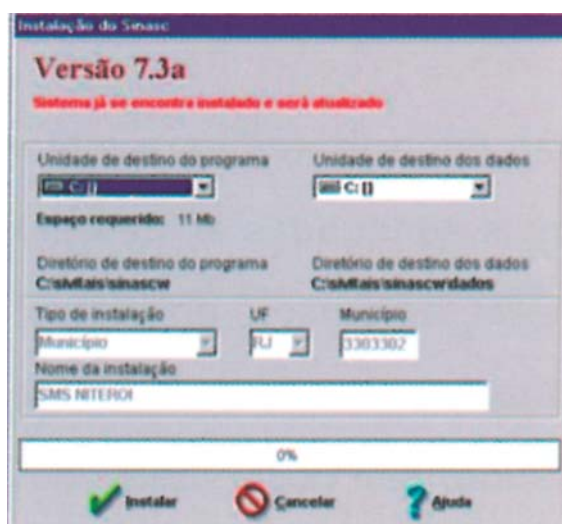 Instalação do Sinasc
Versão 7.3a
Sistema já se encontra instalado e será atualizado
Unidade de destino do programa Unidade de destino dos dados
C: [] C: []
Espaço requerido: 11 Mb
Diretório de destino do programa Diretório de destino dos dados
C:\sivitais\sinascw C:\sivitais\sinascw\dados
Tipo de instalação UF Município
Município RJ 3303302
Nome da instalação
SMS NITEROI
0%
Instalar Cancelar Ajuda